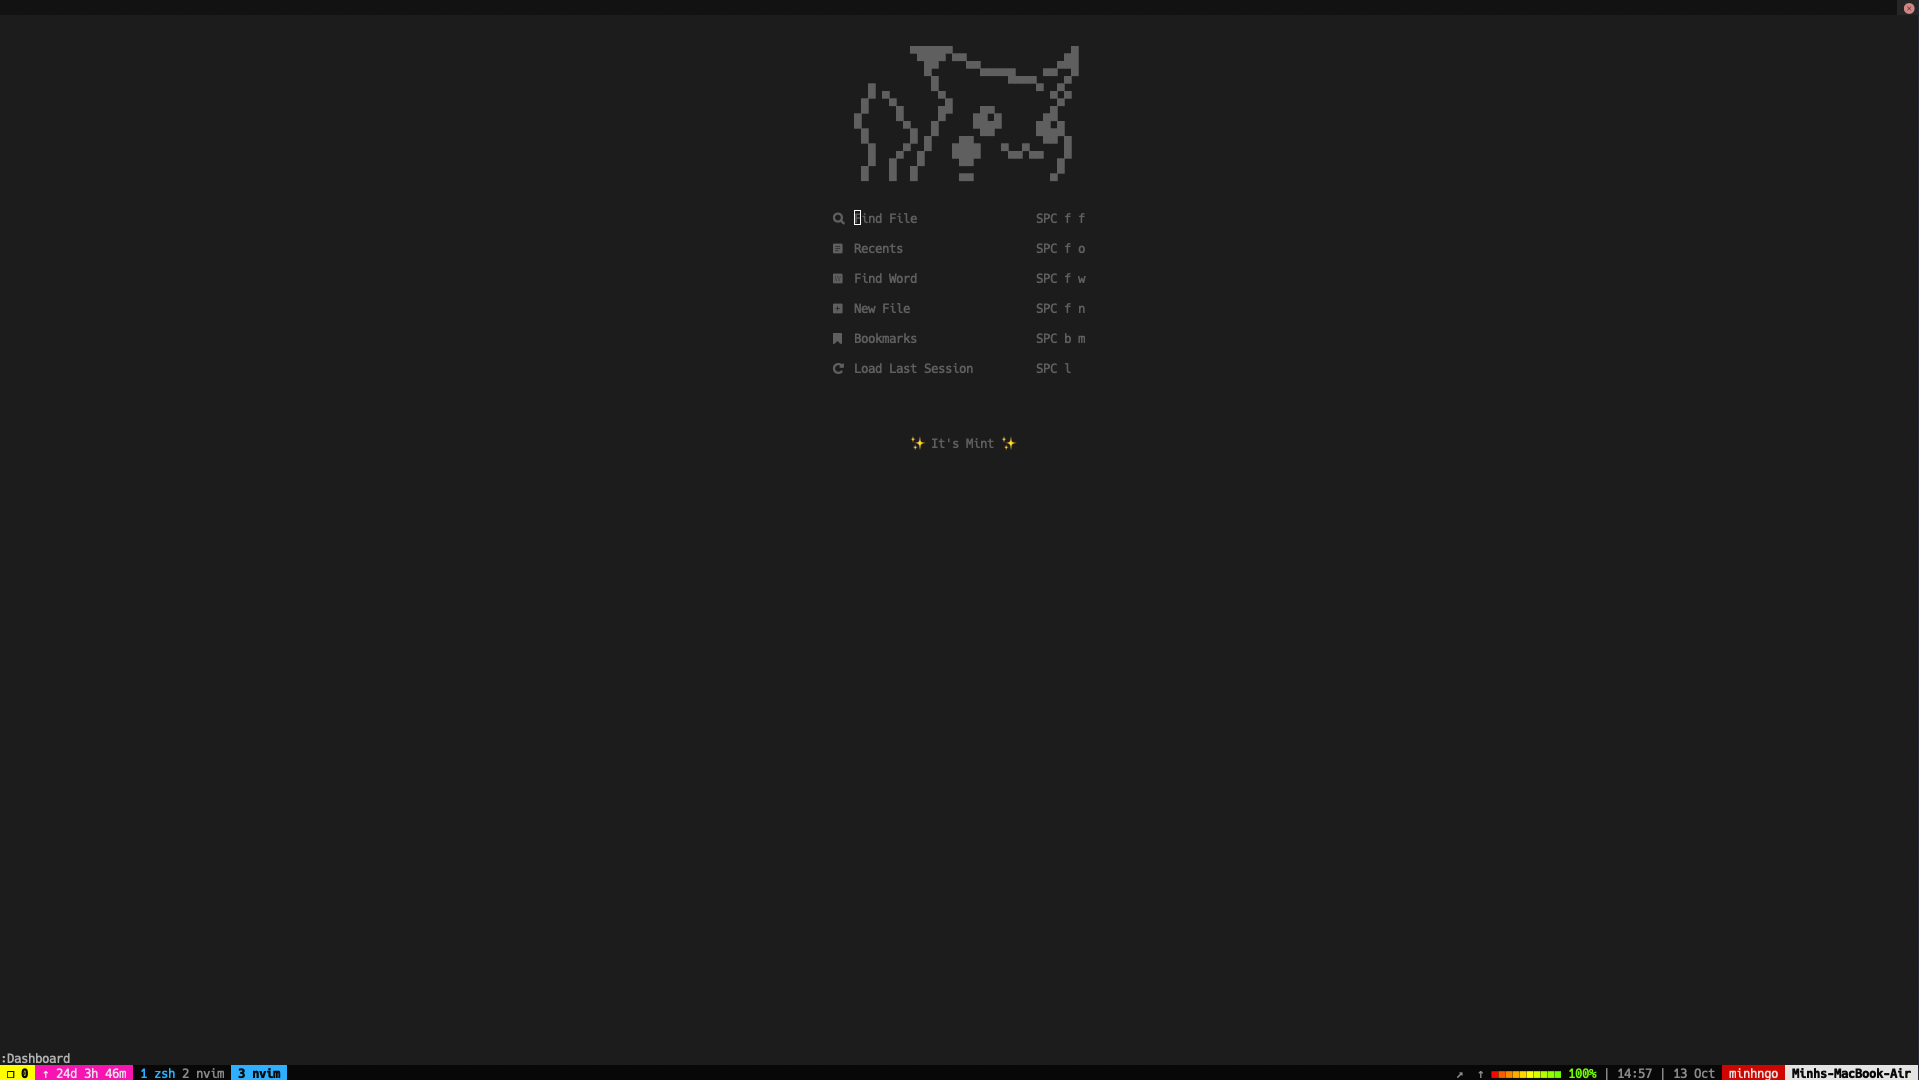 Find File SPC f f
Recents SPC f o
Find Word SPC f w
New File SPC f n
Bookmarks SPC b m
Load Last Session SPC l
✨ It's Mint ✨
:Dashboard
❐ 0 ↑ 24d 3h 46m 1 zsh 2 nvim 3 nvim ↗ ↑ 100% | 14:57 | 13 Oct minhngo Minhs-MacBook-Air